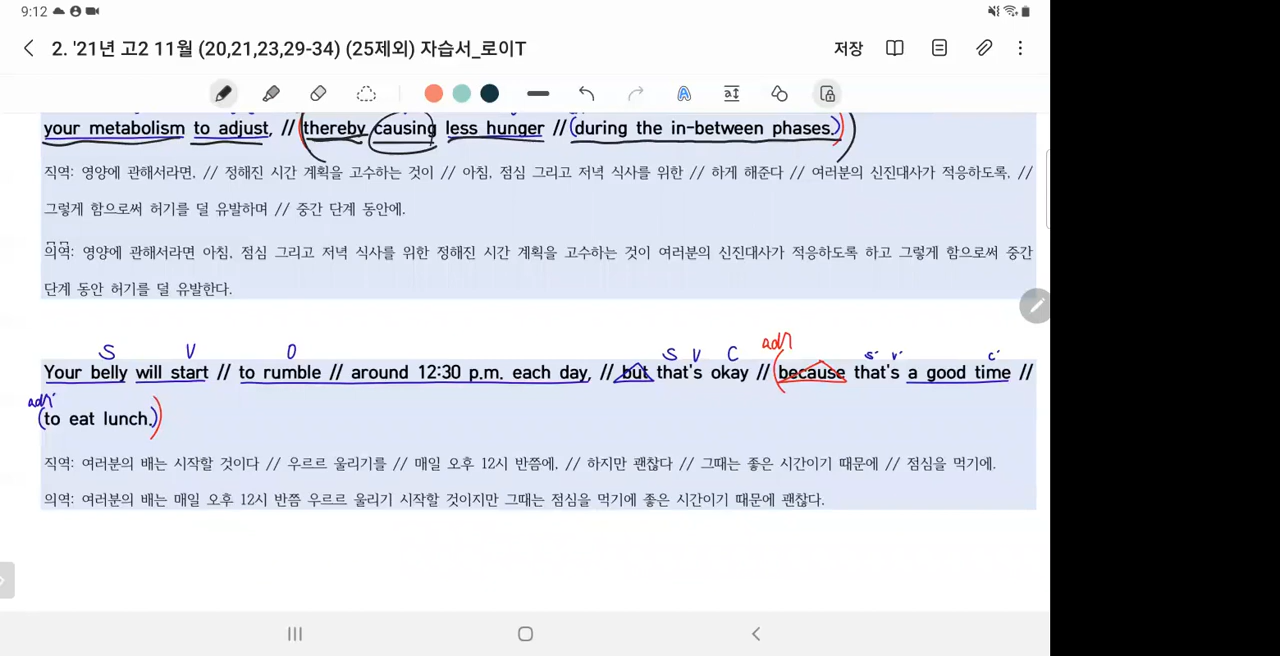 9:12
2. '21년 고2 11월 (20,21,23,29-34) (25제외) 자습서_로이T 저장
your metabolism to adjust, // (thereby causing less hunger // (during the in-between phases.))
직역: 영양에 관해서라면, // 정해진 시간 계획을 고수하는 것이 // 아침, 점심 그리고 저녁 식사를 위한 // 하게 해준다 // 여러분의 신진대사가 적응하도록, //
그렇게 함으로써 허기를 덜 유발하며 // 중간 단계 동안에.
의역: 영양에 관해서라면 아침, 점심 그리고 저녁 식사를 위한 정해진 시간 계획을 고수하는 것이 여러분의 신진대사가 적응하도록 하고 그렇게 함으로써 중간
단계 동안 허기를 덜 유발한다.
S V O S V C s' v' c'
Your belly will start // to rumble // around 12:30 p.m. each day, // but that's okay // (because that's a good time //
(to eat lunch.))
직역: 여러분의 배는 시작할 것이다 // 우르르 울리기를 // 매일 오후 12시 반쯤에, // 하지만 괜찮다 // 그때는 좋은 시간이기 때문에 // 점심을 먹기에.
의역: 여러분의 배는 매일 오후 12시 반쯤 우르르 울리기 시작할 것이지만 그때는 점심을 먹기에 좋은 시간이기 때문에 괜찮다.